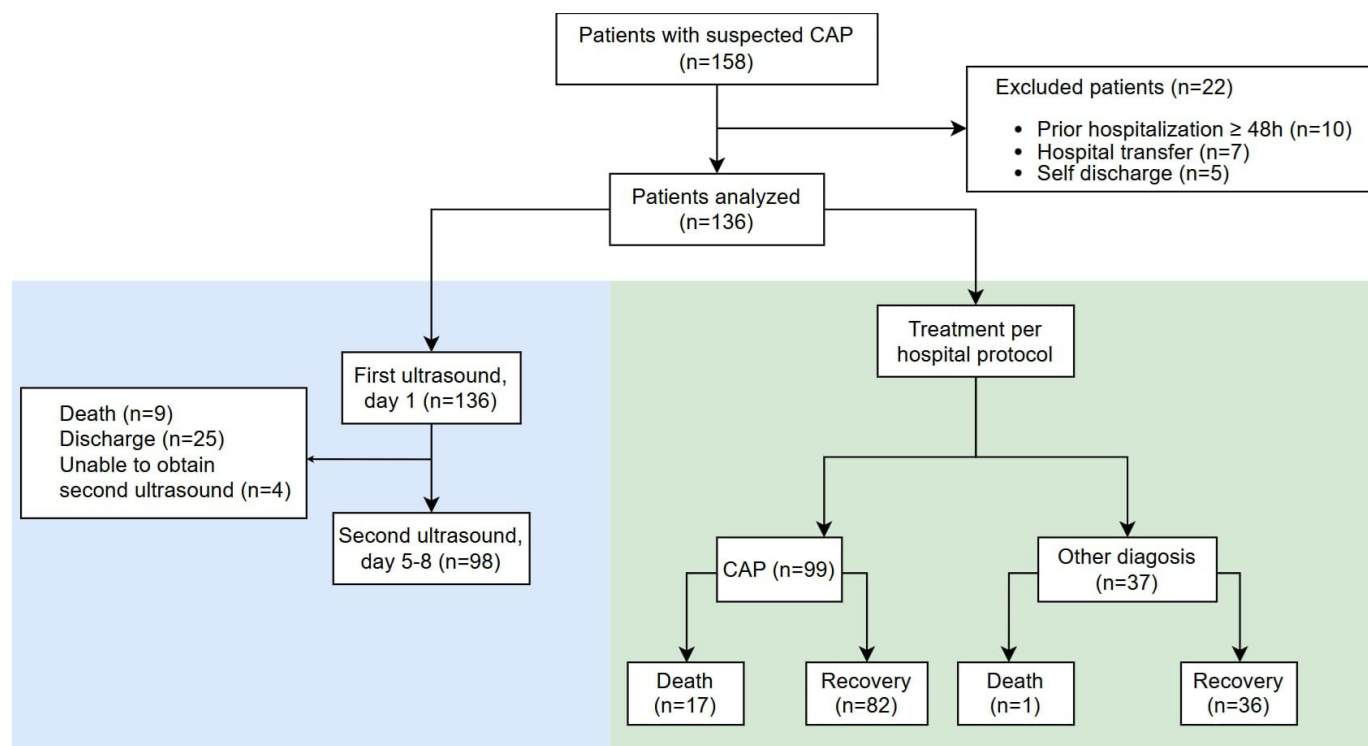 Patients with suspected CAP
(n=158)
Excluded patients (n=22)
• Prior hospitalization ≥ 48h (n=10)
• Hospital transfer (n=7)
• Self discharge (n=5)
Patients analyzed
(n=136)
Treatment per
hospital protocol
First ultrasound,
day 1 (n=136)
Death (n=9)
Discharge (n=25)
Unable to obtain
second ultrasound (n=4)
Second ultrasound,
day 5-8 (n=98)
CAP (n=99)
Other diagosis
(n=37)
Death
(n=17)
Recovery
(n=82)
Death
(n=1)
Recovery
(n=36)